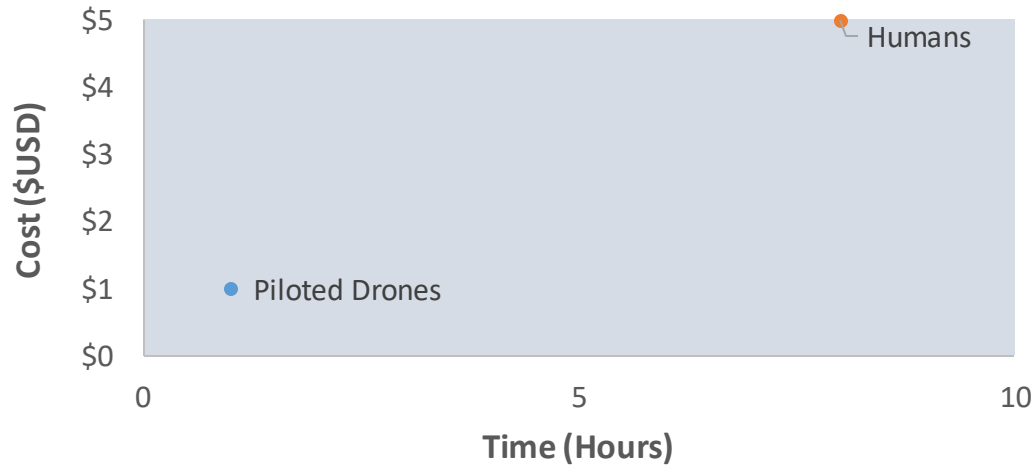 $5
Humans
$4
$3
$2
$1
Piloted Drones
$0
0
5
10
Cost ($USD)
Time (Hours)